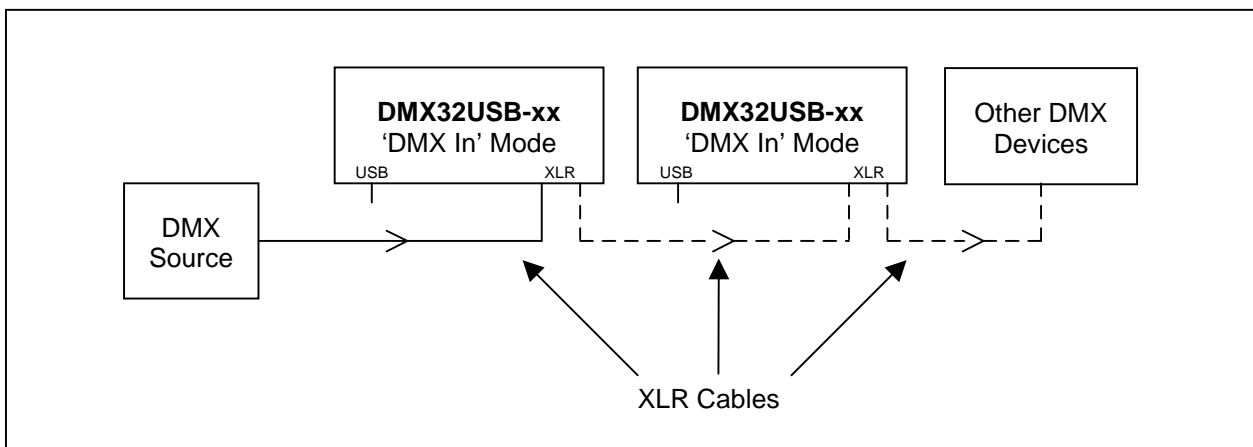 DMX32USB-xx
‘DMX In’ Mode
USB
XLR
DMX32USB-xx
‘DMX In’ Mode
USB
XLR
Other DMX
Devices
DMX
Source
XLR Cables